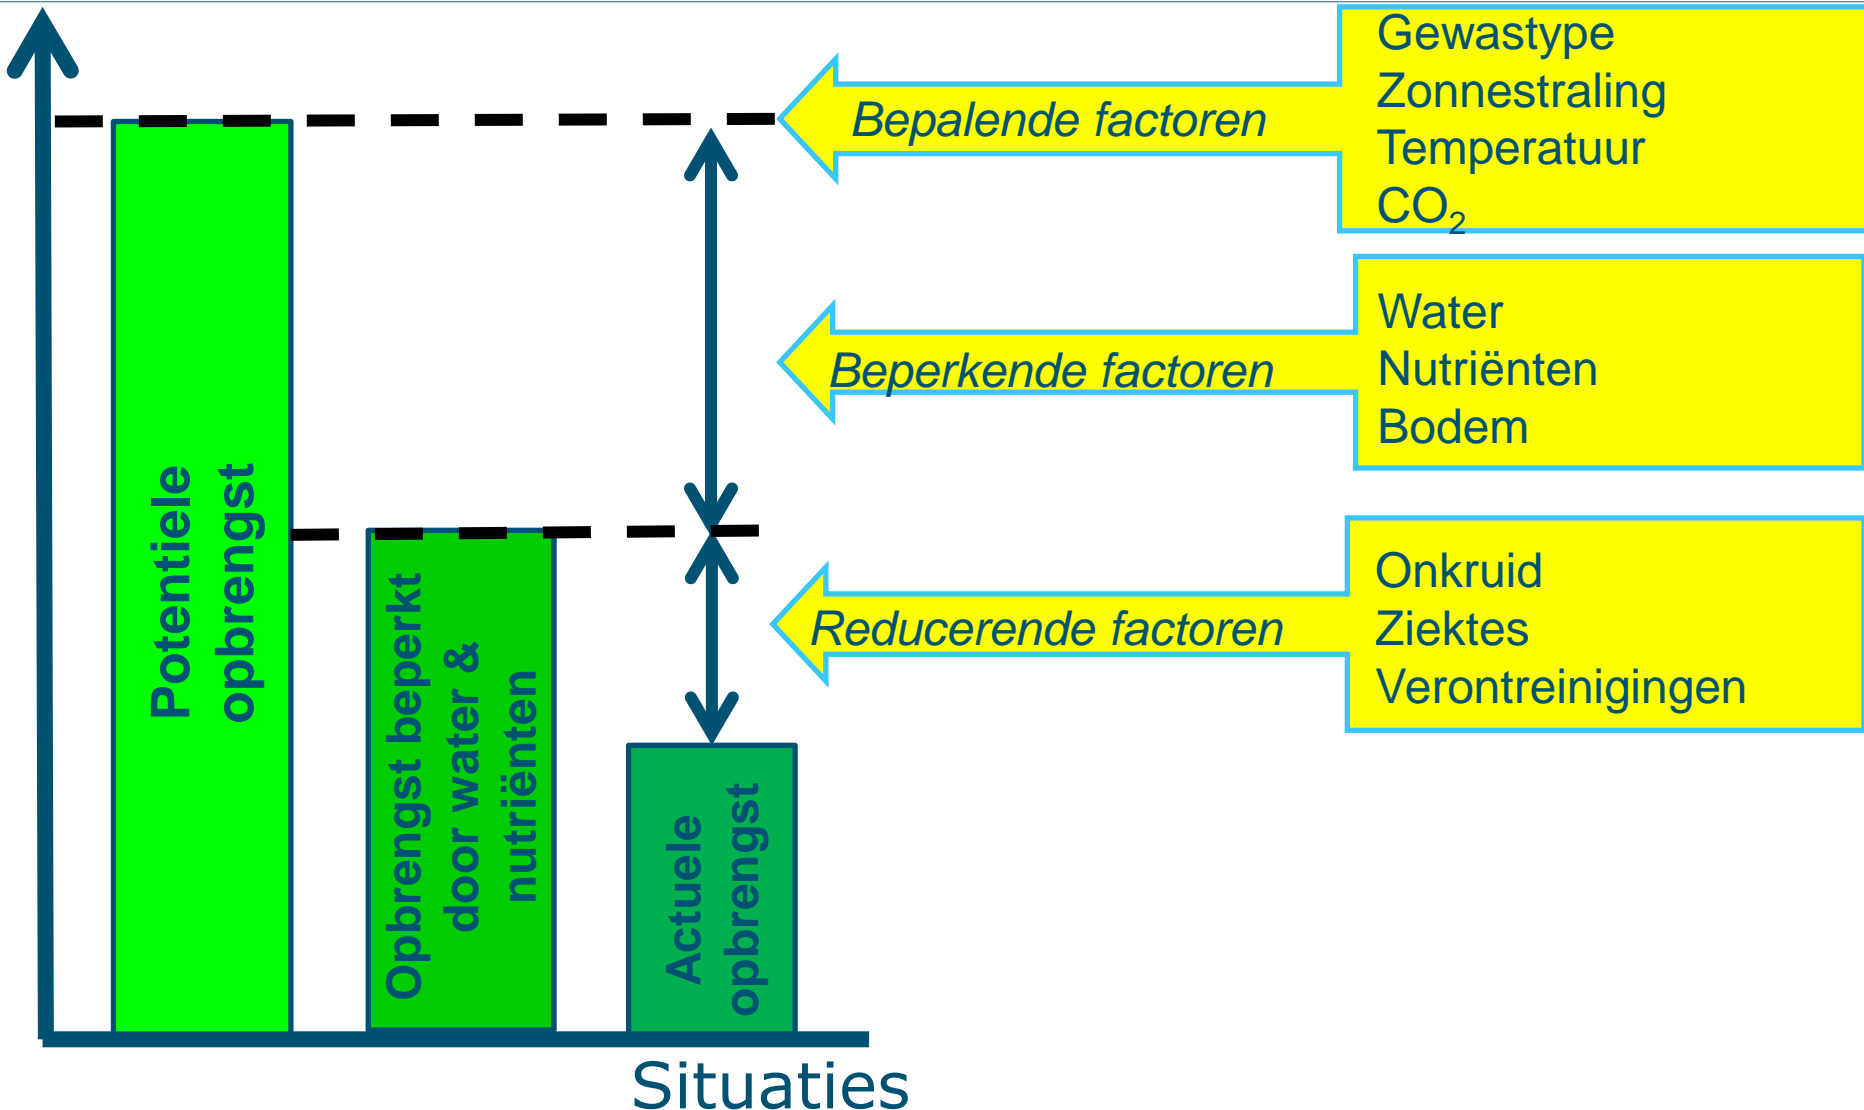 Gewastype
Zonnestraling
Temperatuur
CO₂
Bepalende factoren
Water
Nutriënten
Bodem
Beperkende factoren
Onkruid
Ziektes
Verontreinigingen
Reducerende factoren
Potentiele
opbrengst
Opbrengst beperkt
door water &
nutriënten
Actuele
opbrengst
Situaties